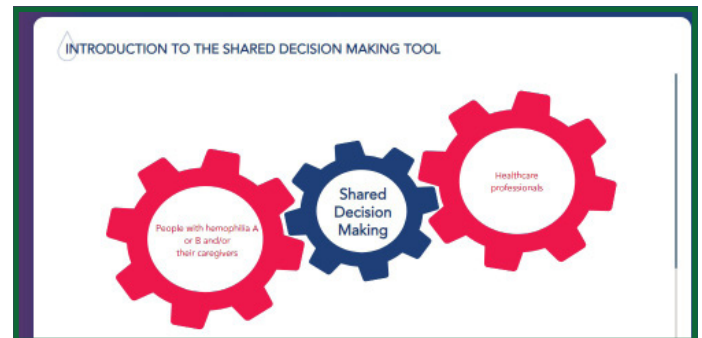 INTRODUCTION TO THE SHARED DECISION MAKING TOOL
People with hemophilia A
or B and/or
their caregivers
Shared
Decision
Making
Healthcare
professionals